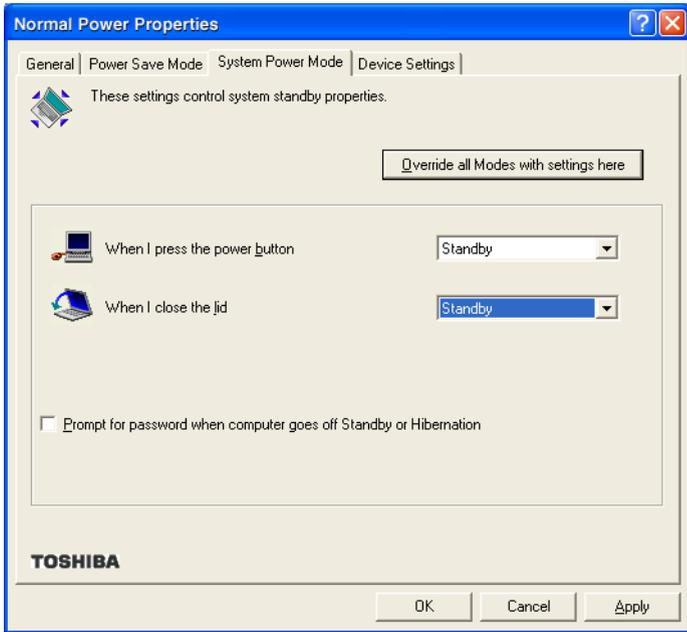 Normal Power Properties
General Power Save Mode System Power Mode Device Settings
These settings control system standby properties.
Override all Modes with settings here
When I press the power button Standby
When I close the lid Standby
Prompt for password when computer goes off Standby or Hibernation
TOSHIBA
OK Cancel Apply